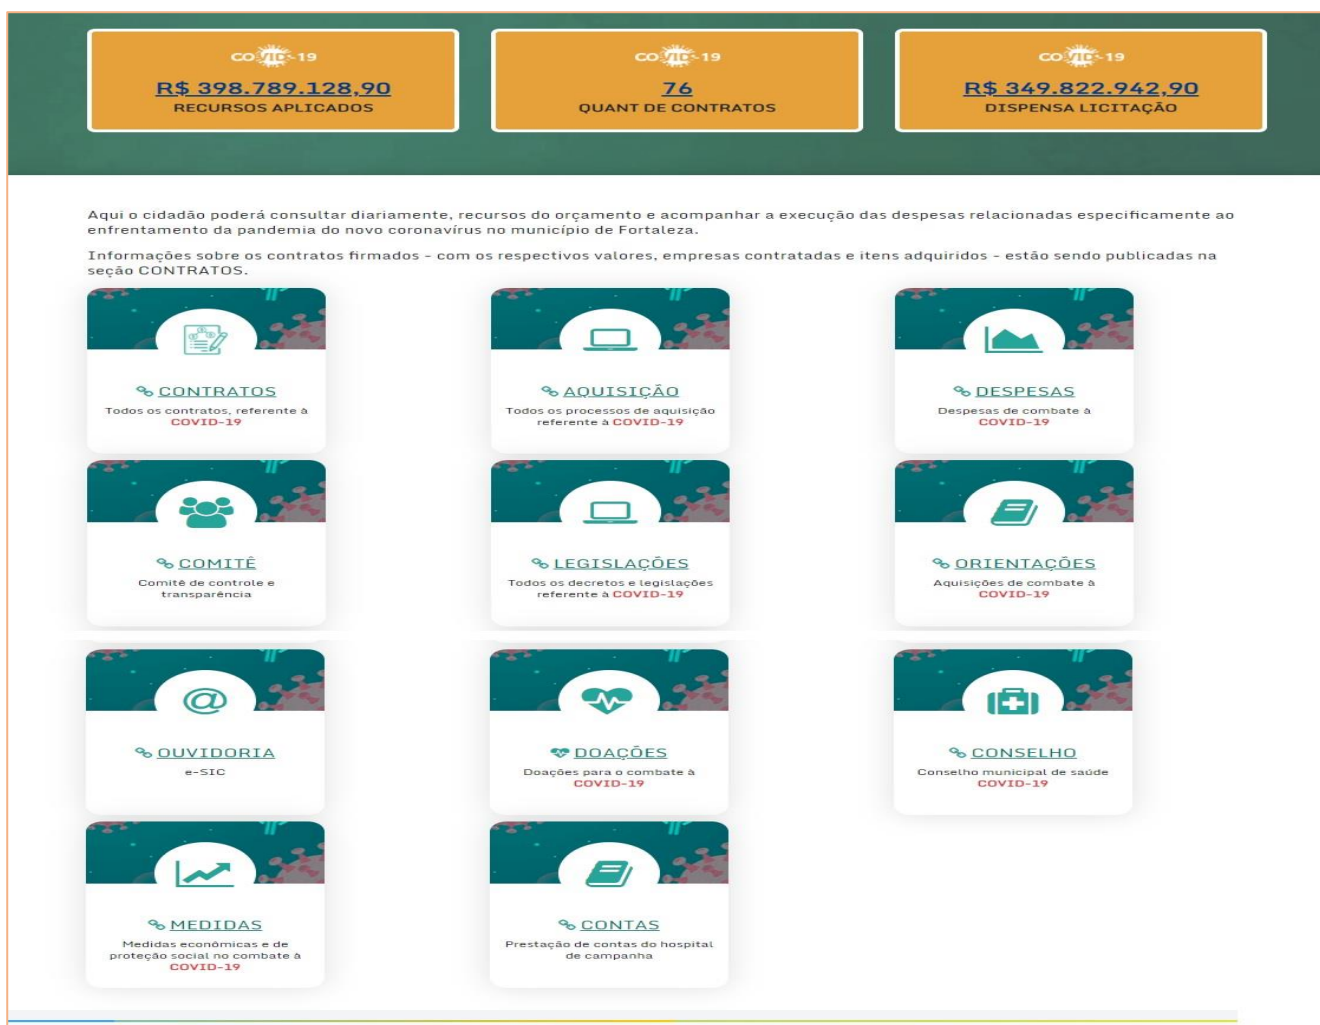 COVID-19
R$ 398.789.128,90
RECURSOS APLICADOS
COVID-19
76
QUANT DE CONTRATOS
COVID-19
R$ 349.822.942,90
DISPENSA LICITAÇÃO
Aqui o cidadão poderá consultar diariamente, recursos do orçamento e acompanhar a execução das despesas relacionadas especificamente ao
enfrentamento da pandemia do novo coronavírus no município de Fortaleza.
Informações sobre os contratos firmados - com os respectivos valores, empresas contratadas e itens adquiridos - estão sendo publicadas na
seção CONTRATOS.
CONTRATOS
Todos os contratos, referente à
COVID-19
AQUISIÇÃO
Todos os processos de aquisição
referente à COVID-19
DESPESAS
Despesas de combate à
COVID-19
COMITÊ
Comitê de controle e
transparência
LEGISLAÇÕES
Todos os decretos e legislações
referente à COVID-19
ORIENTAÇÕES
Aquisições de combate à
COVID-19
@
OUVIDORIA
e-SIC
DOAÇÕES
Doações para o combate à
COVID-19
CONSELHO
Conselho municipal de saúde
COVID-19
MEDIDAS
Medidas econômicas e de
proteção social no combate à
COVID-19
CONTAS
Prestação de contas do hospital
de campanha